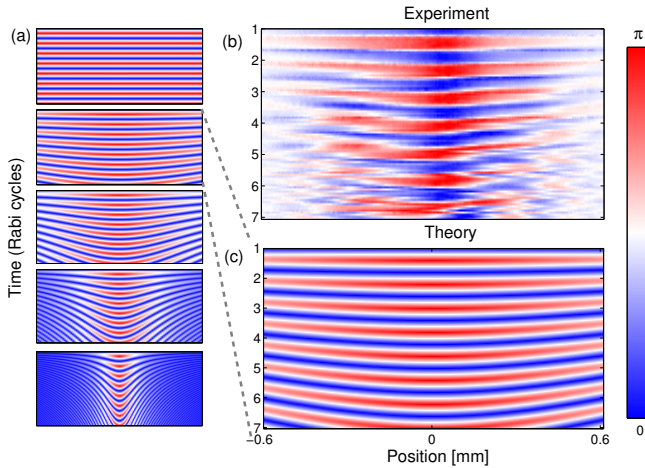 (a)
Time (Rabi cycles)
Experiment
(b)
1
2
3
4
5
6
7
Theory
(c)
1
2
3
4
5
6
7
−0.6
0
0.6
Position [mm]
π
0